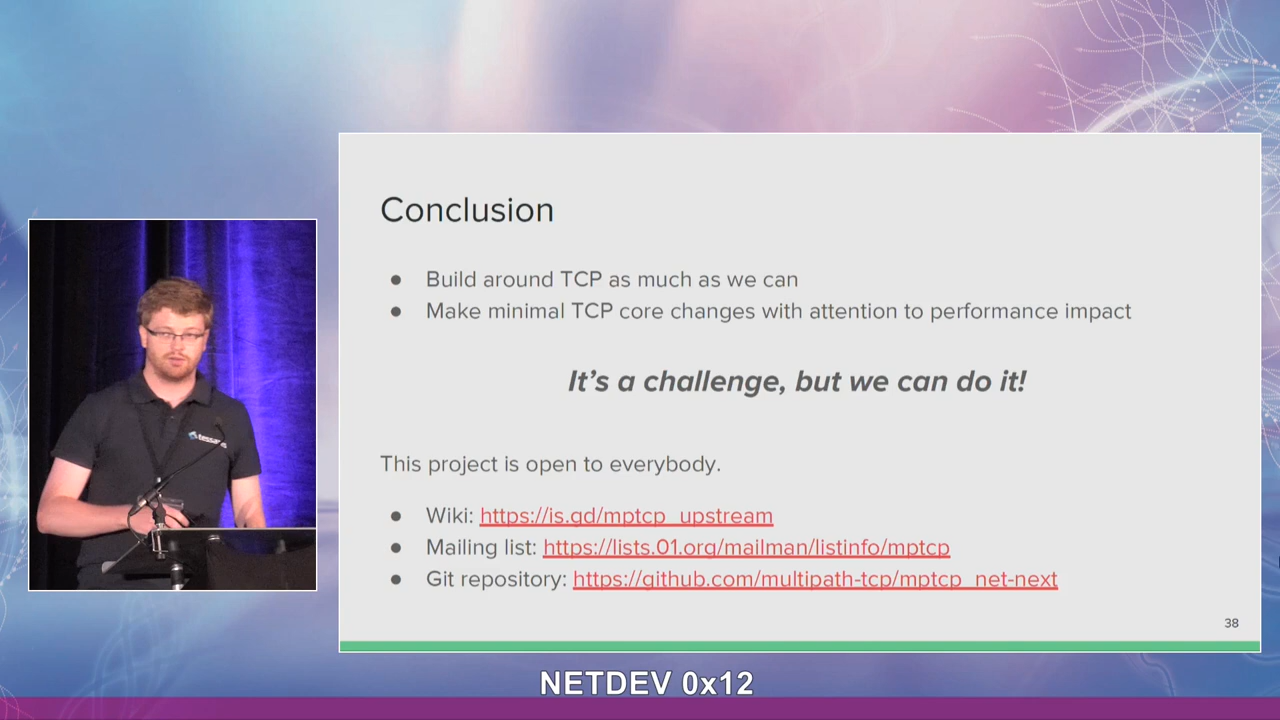 Conclusion
● Build around TCP as much as we can
● Make minimal TCP core changes with attention to performance impact
It's a challenge, but we can do it!
This project is open to everybody.
● Wiki: https://is.gd/mptcp_upstream
● Mailing list: https://lists.01.org/mailman/listinfo/mptcp
● Git repository: https://github.com/multipath-tcp/mptcp_net-next
38
NETDEV 0x12